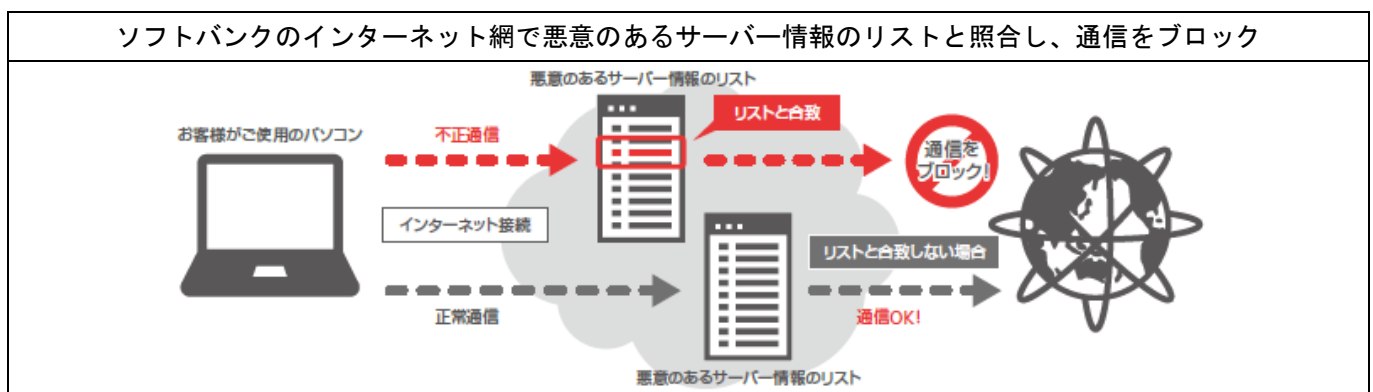 ソフトバンクのインターネット網で悪意のあるサーバー情報のリストと照合し、通信をブロック
悪意のあるサーバー情報のリスト
リストと合致
お客様がご使用のパソコン
不正通信
通信を
ブロック!
インターネット接続
リストと合致しない場合
正常通信
通信OK!
悪意のあるサーバー情報のリスト